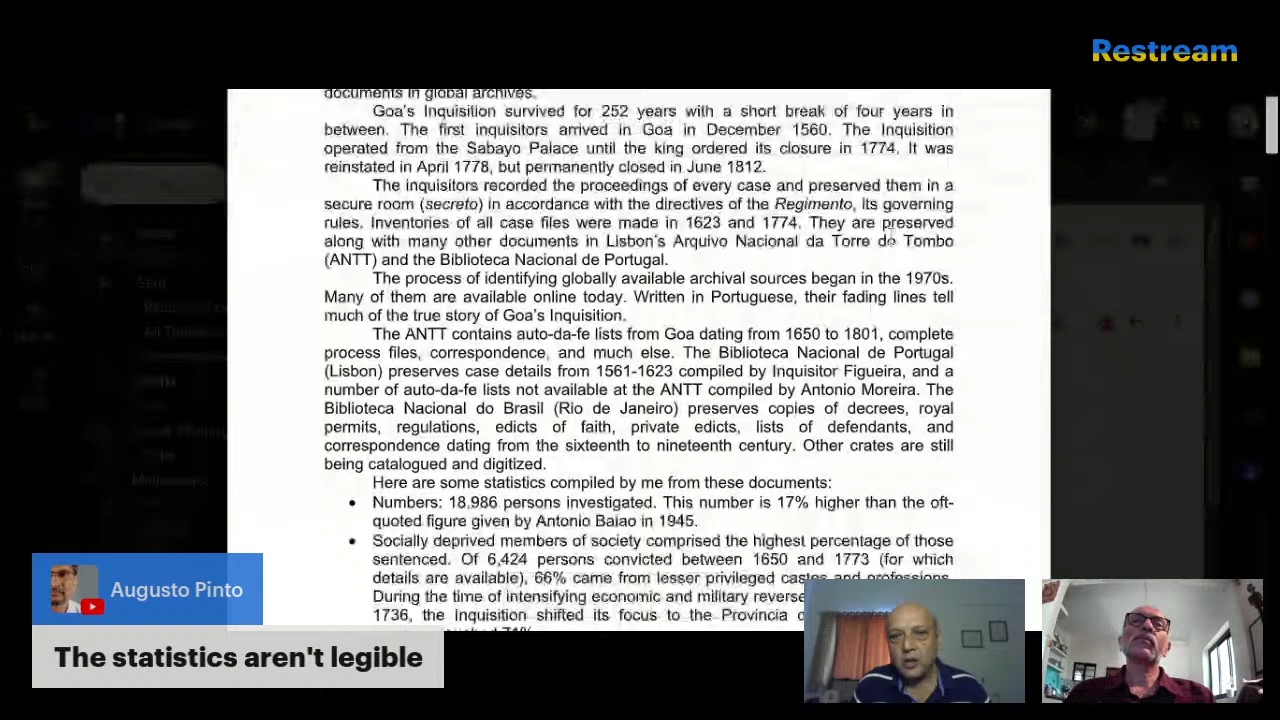 Restream
documents in global archives.
Goa's Inquisition survived for 252 years with a short break of four years in
between. The first inquisitors arrived in Goa in December 1560. The Inquisition
operated from the Sabayo Palace until the king ordered its closure in 1774. It was
reinstated in April 1778, but permanently closed in June 1812.
The inquisitors recorded the proceedings of every case and preserved them in a
secure room (secreto) in accordance with the directives of the Regimento, its governing
rules. Inventories of all case files were made in 1623 and 1774. They are preserved
along with many other documents in Lisbon's Arquivo Nacional da Torre do Tombo
(ANTT) and the Biblioteca Nacional de Portugal.
The process of identifying globally available archival sources began in the 1970s.
Many of them are available online today. Written in Portuguese, their fading lines tell
much of the true story of Goa's Inquisition.
The ANTT contains auto-da-fe lists from Goa dating from 1650 to 1801, complete
process files, correspondence, and much else. The Biblioteca Nacional de Portugal
(Lisbon) preserves case details from 1561-1623 compiled by Inquisitor Figueira, and a
number of auto-da-fe lists not available at the ANTT compiled by Antonio Moreira. The
Biblioteca Nacional do Brasil (Rio de Janeiro) preserves copies of decrees, royal
permits, regulations, edicts of faith, private edicts, lists of defendants, and
correspondence dating from the sixteenth to nineteenth century. Other crates are still
being catalogued and digitized.
Here are some statistics compiled by me from these documents:
• Numbers: 18,986 persons investigated. This number is 17% higher than the oft-
quoted figure given by Antonio Baiao in 1945.
• Socially deprived members of society comprised the highest percentage of those
sentenced. Of 6,424 persons convicted between 1650 and 1773 (for which
details are available), 66% came from lesser privileged castes and professions.
During the time of intensifying economic and military
1736, the Inquisition shifted its focus to the Provincia
Augusto Pinto
The statistics aren't legible